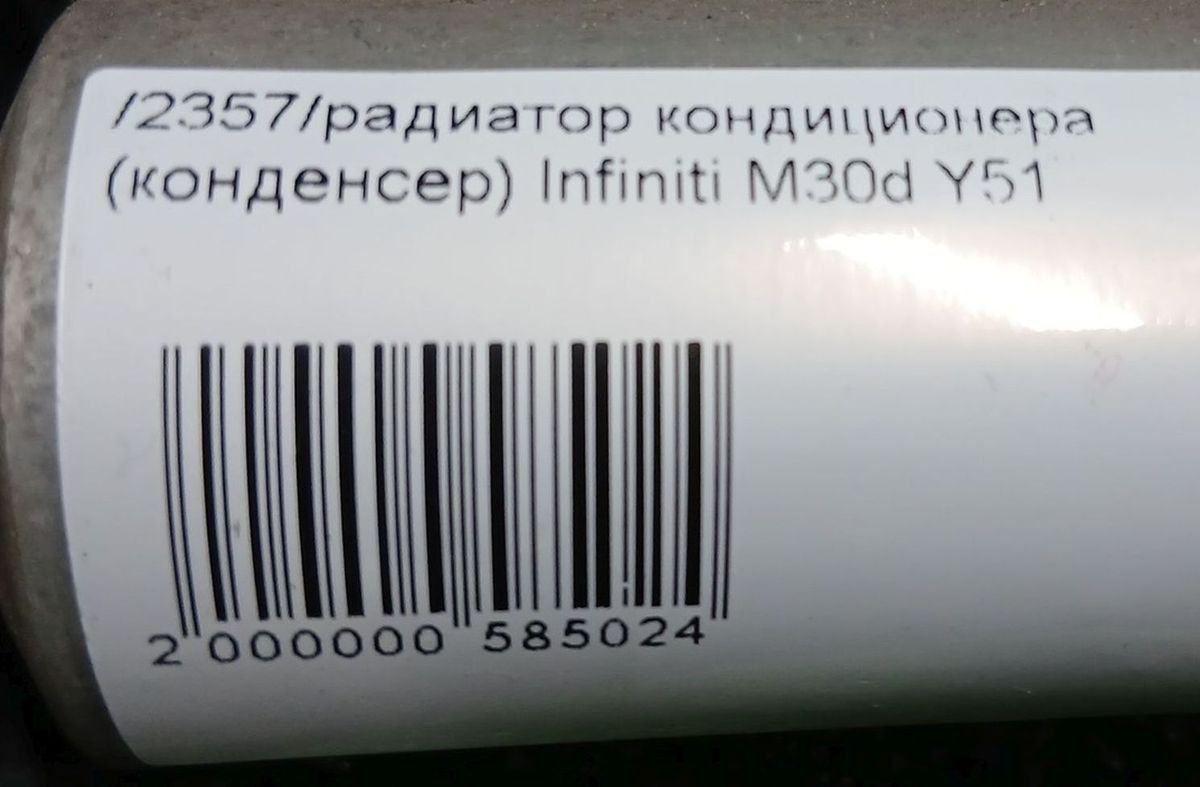 /2357/радиатор кондиционера
(конденсер) Infiniti M30d Y51
2 000000 585024